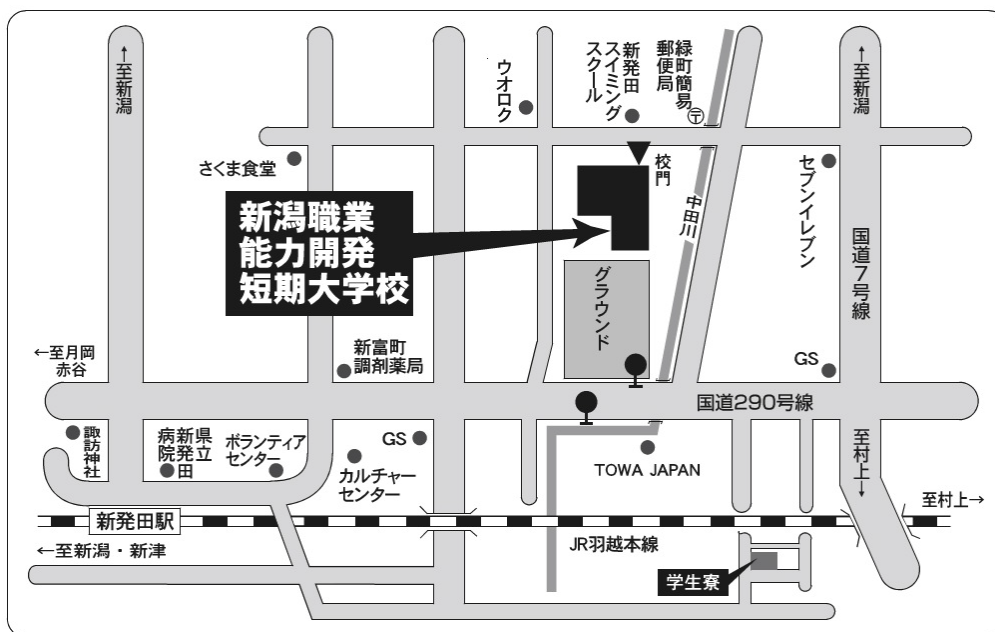 ←至新潟
ウオロク
新発田
スイミング
スクール
緑町簡易
郵便局
〒
←至新潟
さくま食堂
校門
セブンイレブン
中田川
新潟職業
能力開発
短期大学校
グラウンド
国道7号線
←至月岡
赤谷
新富町
調剤薬局
GS
国道290号線
諏訪神社
県立
新発田
病院
ボランティア
センター
GS
カルチャー
センター
TOWA JAPAN
至村上→
至村上→
新発田駅
←至新潟・新津
JR羽越本線
学生寮